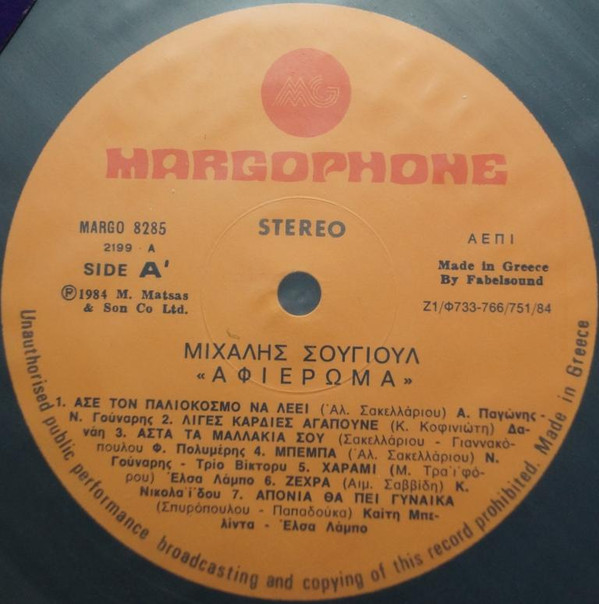 MG
MARGOPHONE
MARGO 8285
2199 A
SIDE A'
℗1984 M. Matsas
& Son Co Ltd.
STEREO
ΑΕΠΙ
Made in Greece
By Fabelsound
Ζ1/Φ733-766/751/84
ΜΙΧΑΛΗΣ ΣΟΥΓΙΟΥΛ
«ΑΦΙΕΡΩΜΑ»
1. ΑΣΕ ΤΟΝ ΠΑΛΙΟΚΟΣΜΟ ΝΑ ΛΕΕΙ (᾿Αλ. Σακελλάριου) Α. Παγώνης -
Ν. Γούναρης 2. ΛΙΓΕΣ ΚΑΡΔΙΕΣ ΑΓΑΠΟΥΝΕ (Κ. Κοφινιώτη) Δα-
νάη 3. ΑΣΤΑ ΤΑ ΜΑΛΛΑΚΙΑ ΣΟΥ (Σακελλάριου - Γιαννακό-
πουλου Φ. Πολυμέρης 4. ΜΠΕΜΠΑ (᾿Αλ. Σακελλάριου) Ν.
Γούναρης - Τρίο Βίκτορυ 5. ΧΑΡΑΜΙ (Μ. Τραϊφό-
ρου) ῎Ελσα Λάμπο 6. ΖΕΧΡΑ (Αιμ. Σαββίδη) Κ.
Νικολαΐδου 7. ΑΠΟΝΙΑ ΘΑ ΠΕΙ ΓΥΝΑΙΚΑ
(Σπυρόπουλου - Παπαδούκα) Καίτη Μπε-
λίντα - ῎Ελσα Λάμπο
Unauthorised public performance broadcasting and copying of this record prohibited. Made in Greece